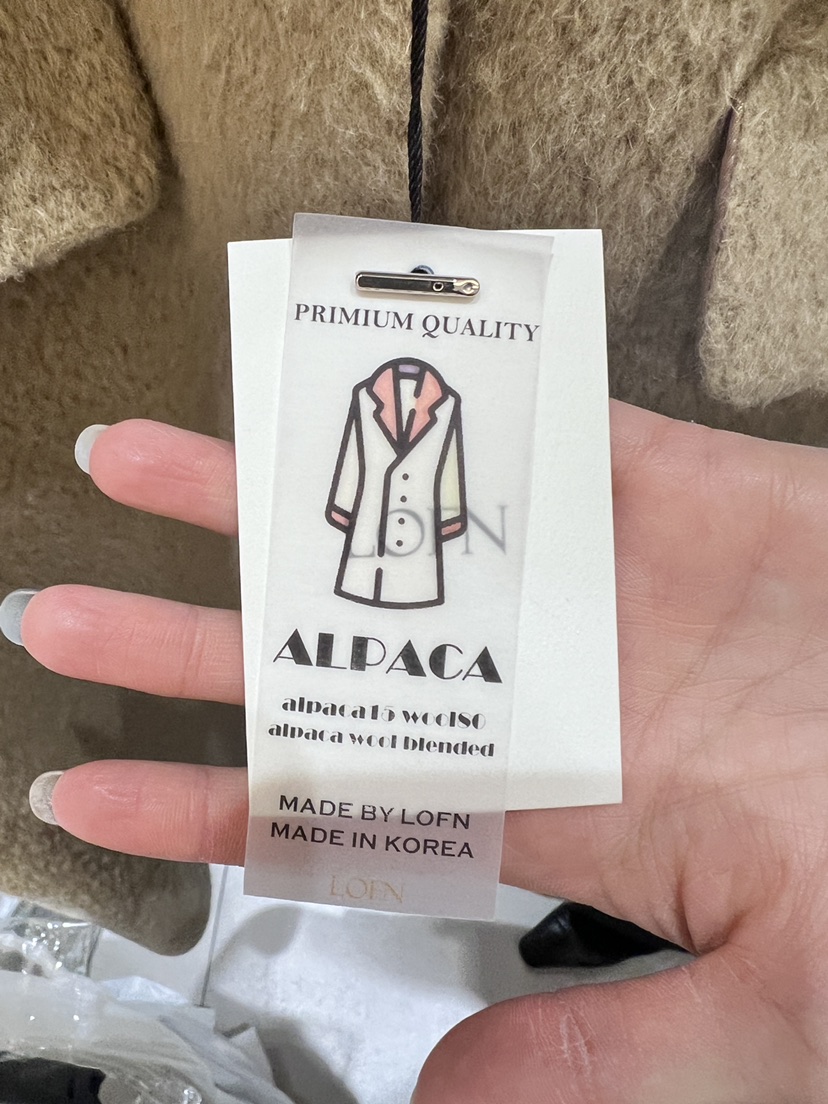 PRIMIUM QUALITY
LOFN
ALPACA
alpaca15 wool80
alpaca wool blended
MADE BY LOFN
MADE IN KOREA
LOFN